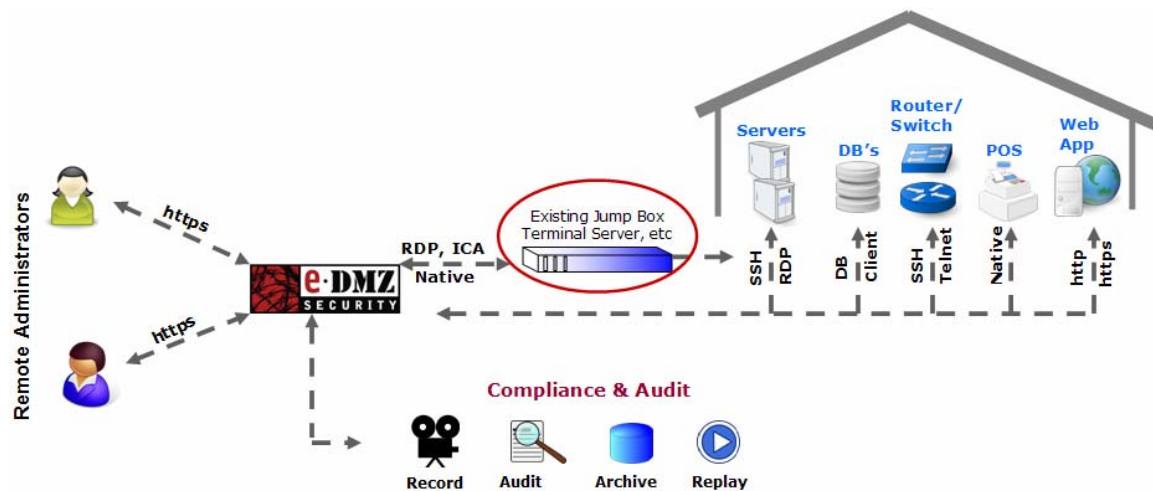 Remote Administrators
https
https
e·DMZ
SECURITY
RDP, ICA
Native
Existing Jump Box
Terminal Server, etc
Servers
DB's
Router/
Switch
POS
Web
App
SSH
RDP
DB
Client
SSH
Telnet
Native
http
https
Compliance & Audit
Record
Audit
Archive
Replay